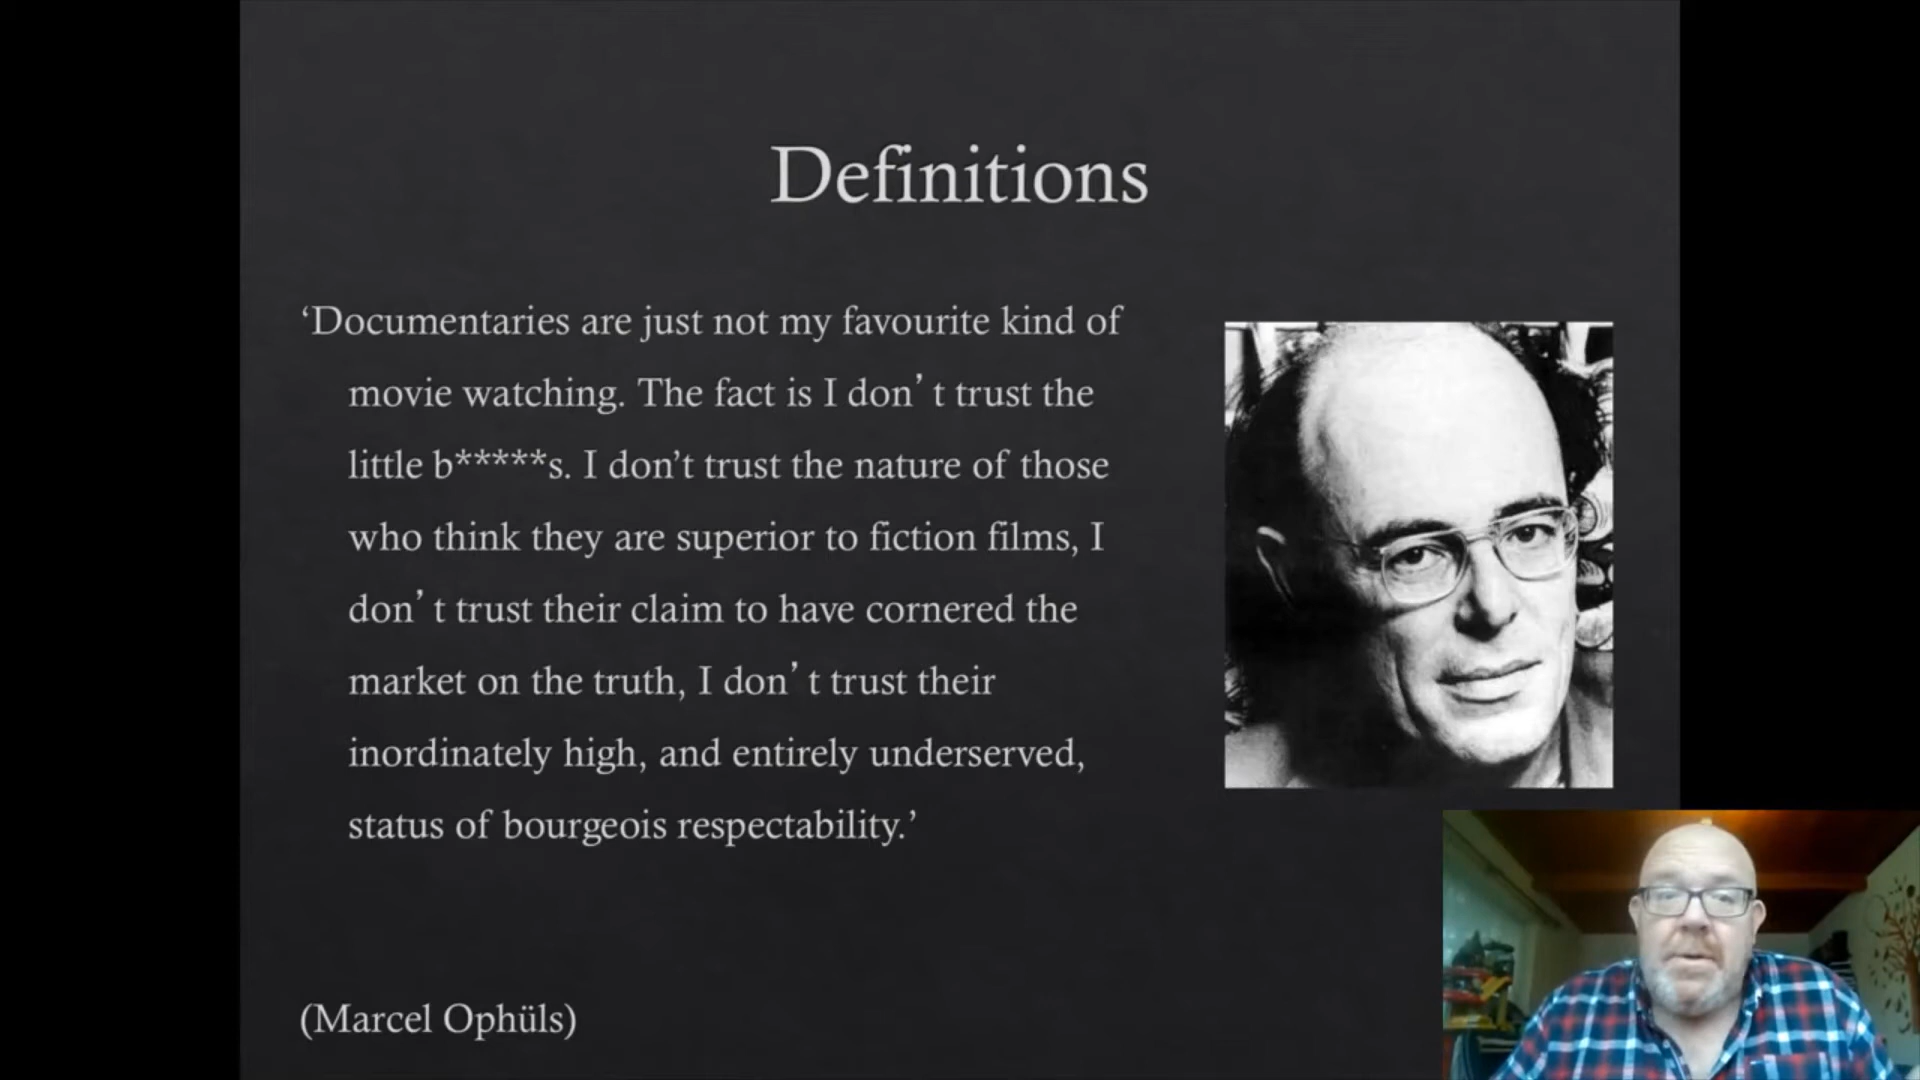 Definitions
‘Documentaries are just not my favourite kind of
movie watching. The fact is I don’ t trust the
little b*****s. I don’t trust the nature of those
who think they are superior to fiction films, I
don’ t trust their claim to have cornered the
market on the truth, I don’ t trust their
inordinately high, and entirely underserved,
status of bourgeois respectability.’
(Marcel Ophüls)